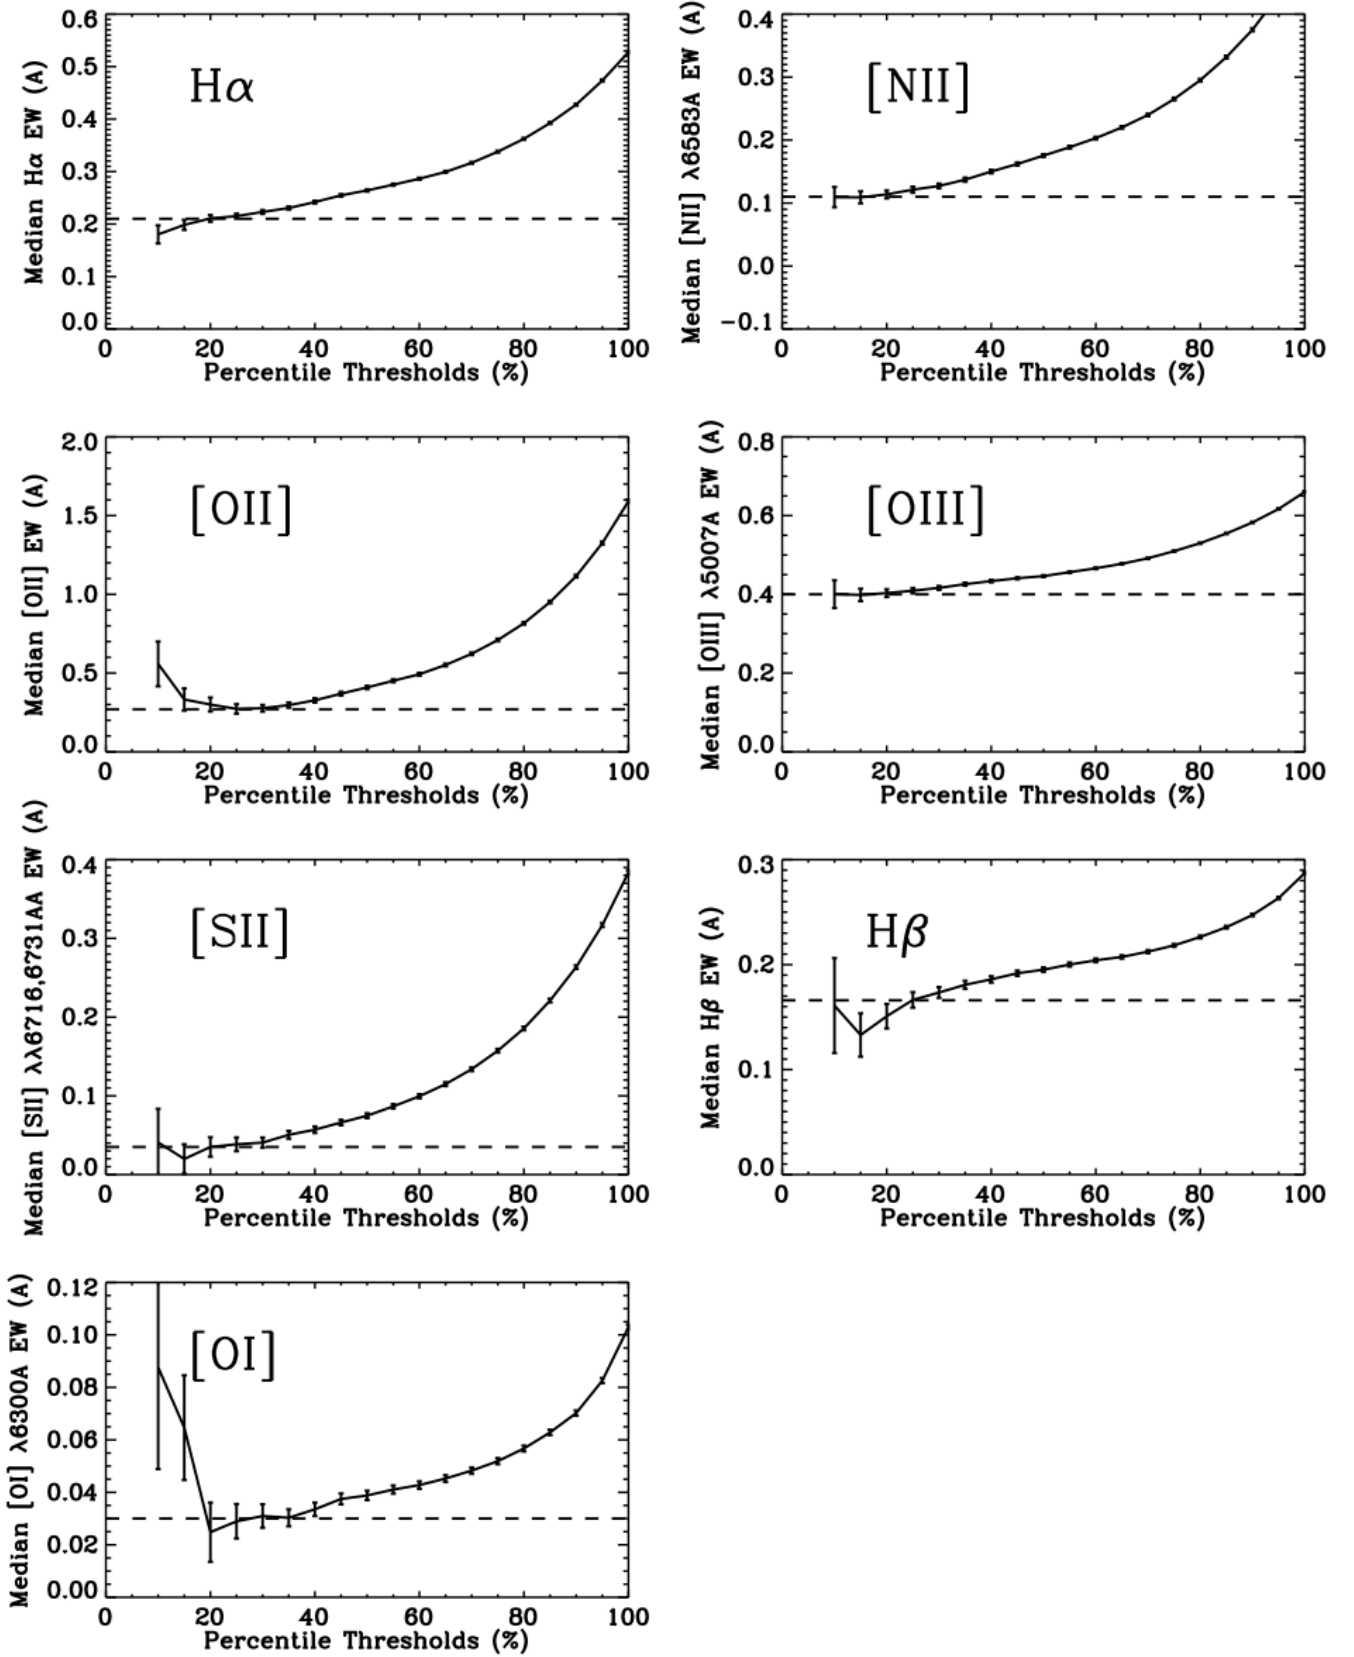 Median Hα EW (A)
0.6
0.5
0.4
0.3
0.2
0.1
0.0
Hα
0 20 40 60 80 100
Percentile Thresholds (%)
Median [NII] λ6583A EW (A)
0.4
0.3
0.2
0.1
0.0
−0.1
[NII]
0 20 40 60 80 100
Percentile Thresholds (%)
Median [OII] EW (A)
2.0
1.5
1.0
0.5
0.0
[OII]
0 20 40 60 80 100
Percentile Thresholds (%)
Median [OIII] λ5007A EW (A)
0.8
0.6
0.4
0.2
0.0
[OIII]
0 20 40 60 80 100
Percentile Thresholds (%)
Median [SII] λλ6716,6731AA EW (A)
0.4
0.3
0.2
0.1
0.0
[SII]
0 20 40 60 80 100
Percentile Thresholds (%)
Median Hβ EW (A)
0.3
0.2
0.1
0.0
Hβ
0 20 40 60 80 100
Percentile Thresholds (%)
Median [OI] λ6300A EW (A)
0.12
0.10
0.08
0.06
0.04
0.02
0.00
[OI]
0 20 40 60 80 100
Percentile Thresholds (%)